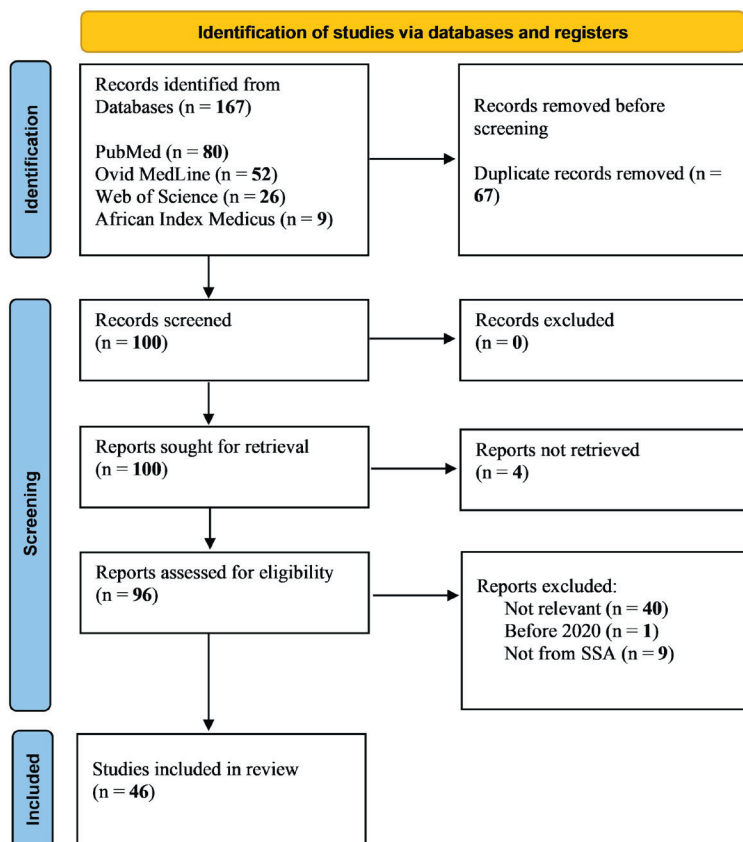 Identification of studies via databases and registers
Identification
Records identified from
Databases (n = 167)
PubMed (n = 80)
Ovid MedLine (n = 52)
Web of Science (n = 26)
African Index Medicus (n = 9)
Records removed before
screening
Duplicate records removed (n =
67)
Screening
Records screened
(n = 100)
Records excluded
(n = 0)
Reports sought for retrieval
(n = 100)
Reports not retrieved
(n = 4)
Reports assessed for eligibility
(n = 96)
Reports excluded:
Not relevant (n = 40)
Before 2020 (n = 1)
Not from SSA (n = 9)
Included
Studies included in review
(n = 46)